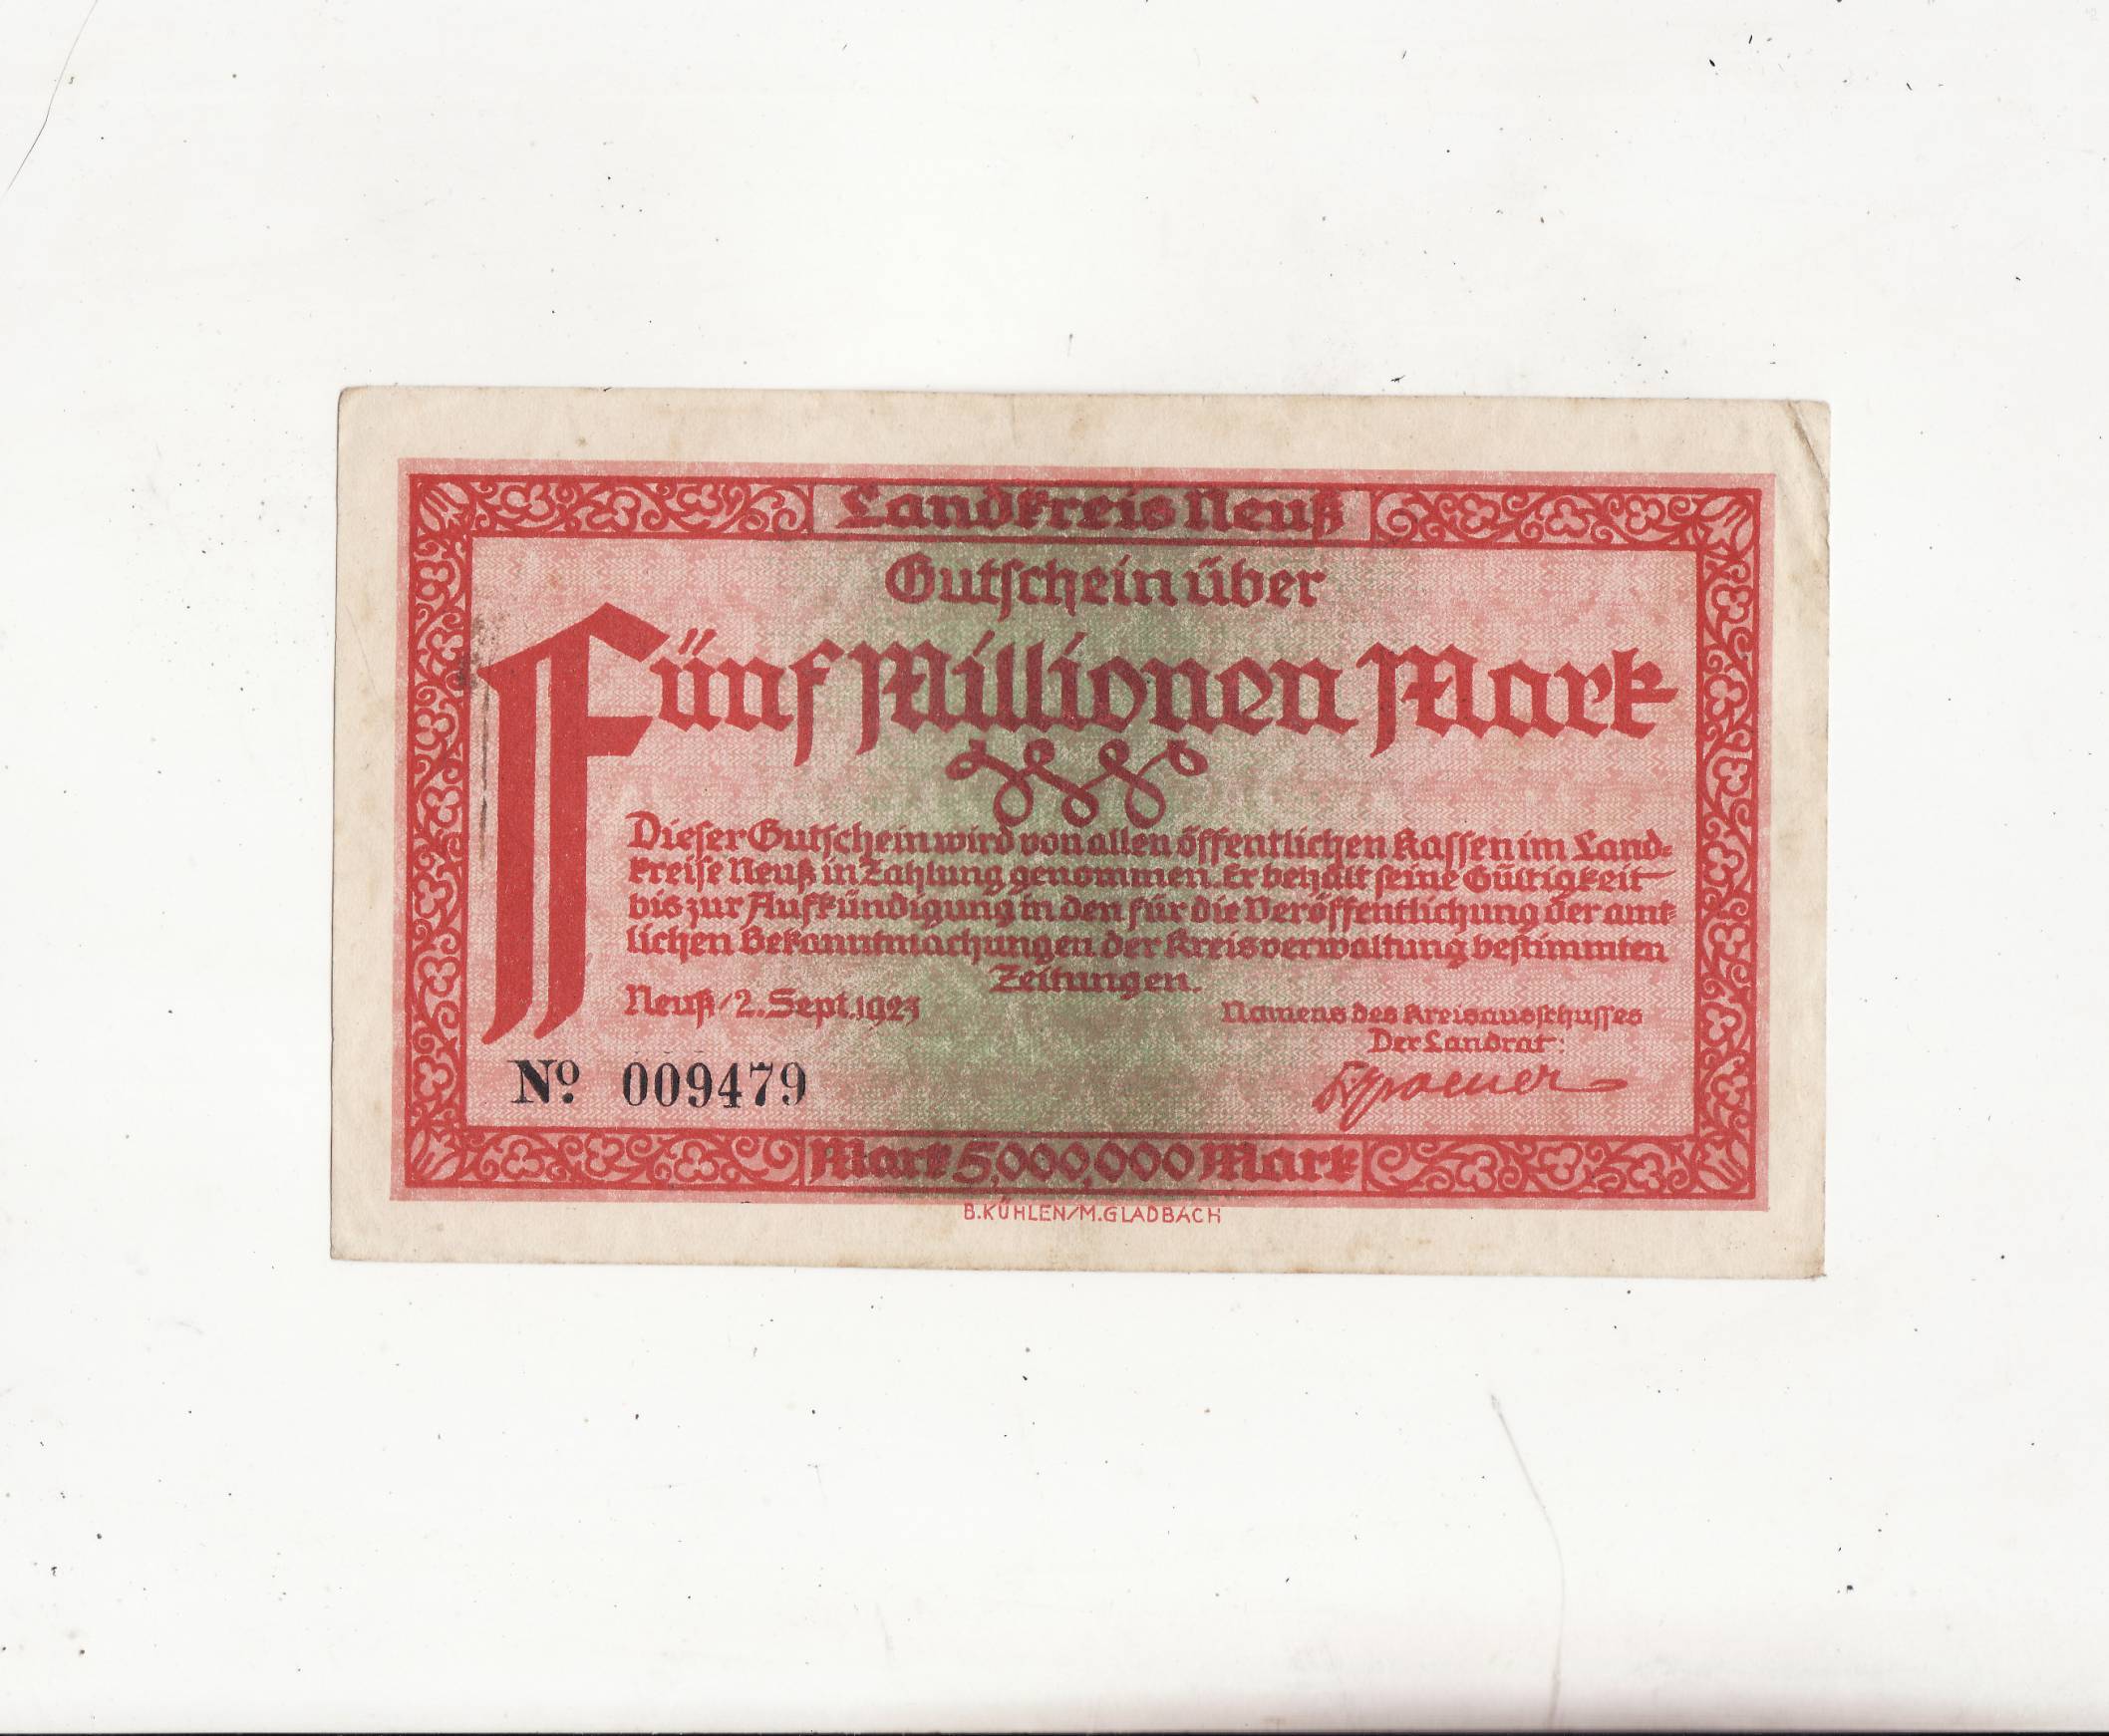 Landkreis Neuß
Gutschein über
Fünf Millionen Mark
Dieser Gutschein wird von allen öffentlichen Kassen im Land-
kreise Neuß in Zahlung genommen. Er behält seine Gültigkeit
bis zur Aufkündigung in den für die Veröffentlichung der amt-
lichen Bekanntmachungen der Kreisverwaltung bestimmten
Zeitungen.
Neuß/2. Sept. 1923
Namens des Kreisausschusses
Der Landrat:
No. 009479
Mark 5,000,000 Mark
B. KÜHLEN/M. GLADBACH